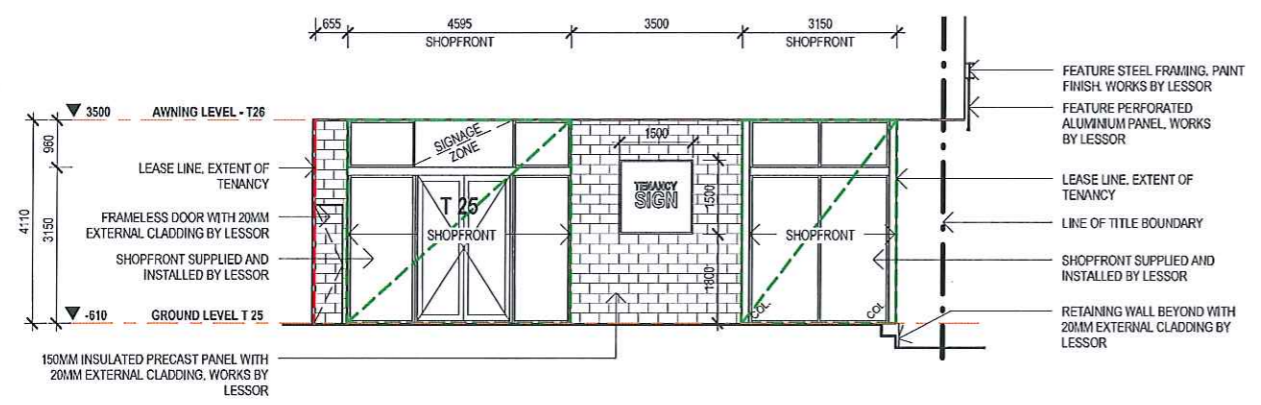 655
4595
3500
3150
SHOPFRONT
SHOPFRONT
FEATURE STEEL FRAMING, PAINT
FINISH. WORKS BY LESSOR
FEATURE PERFORATED
ALUMINIUM PANEL, WORKS
BY LESSOR
3500
AWNING LEVEL - T26
960
SIGNAGE
ZONE
1500
LEASE LINE, EXTENT OF
TENANCY
LEASE LINE, EXTENT OF
TENANCY
4110
3150
TENANCY
SIGN
1500
T 25
FRAMELESS DOOR WITH 20MM
EXTERNAL CLADDING BY LESSOR
LINE OF TITLE BOUNDARY
SHOPFRONT
SHOPFRONT
SHOPFRONT SUPPLIED AND
INSTALLED BY LESSOR
SHOPFRONT SUPPLIED AND
INSTALLED BY LESSOR
1800
COL.
COL.
-610
GROUND LEVEL T 25
RETAINING WALL BEYOND WITH
20MM EXTERNAL CLADDING BY
LESSOR
150MM INSULATED PRECAST PANEL WITH
20MM EXTERNAL CLADDING, WORKS BY
LESSOR